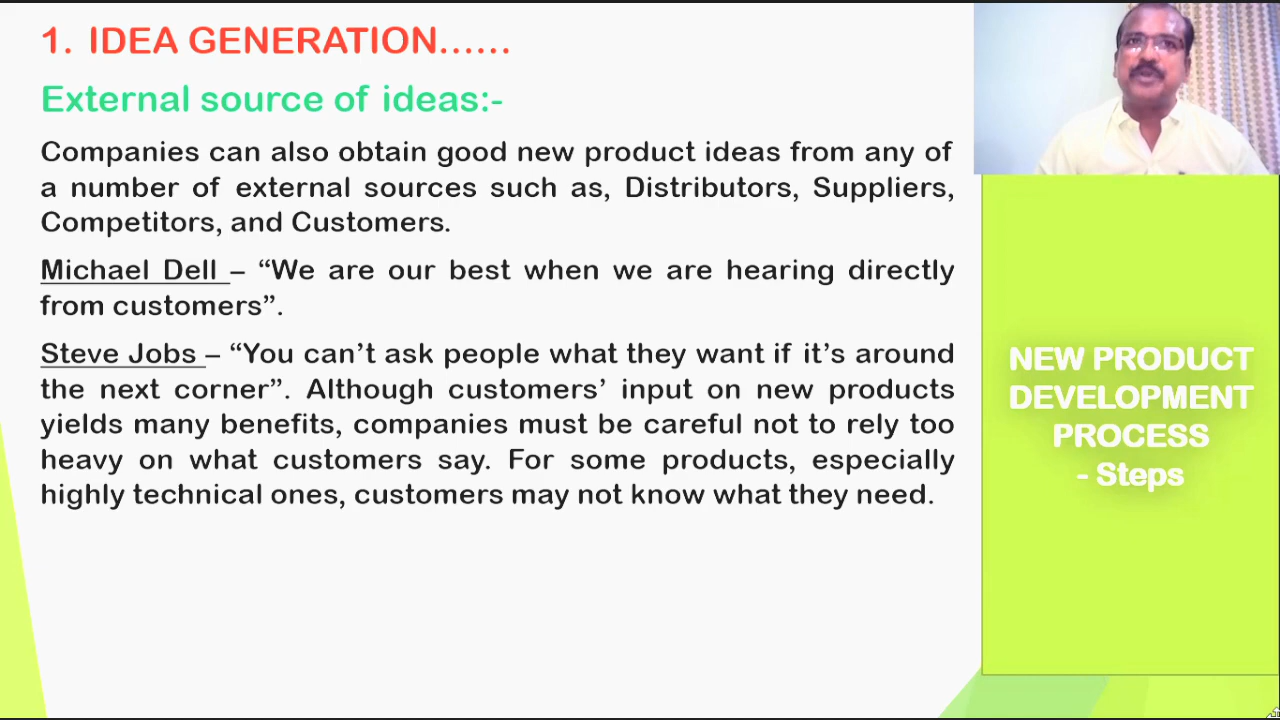 1. IDEA GENERATION......
External source of ideas:-
Companies can also obtain good new product ideas from any of
a number of external sources such as, Distributors, Suppliers,
Competitors, and Customers.
Michael Dell – “We are our best when we are hearing directly
from customers”.
Steve Jobs – “You can’t ask people what they want if it’s around
the next corner”. Although customers’ input on new products
yields many benefits, companies must be careful not to rely too
heavy on what customers say. For some products, especially
highly technical ones, customers may not know what they need.
NEW PRODUCT
DEVELOPMENT
PROCESS
- Steps